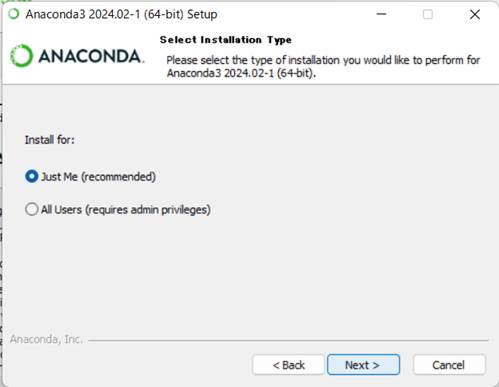 Anaconda3 2024.02-1 (64-bit) Setup
ANACONDA.
Select Installation Type
Please select the type of installation you would like to perform for
Anaconda3 2024.02-1 (64-bit).
Install for:
Just Me (recommended)
All Users (requires admin privileges)
Anaconda, Inc.
< Back
Next >
Cancel